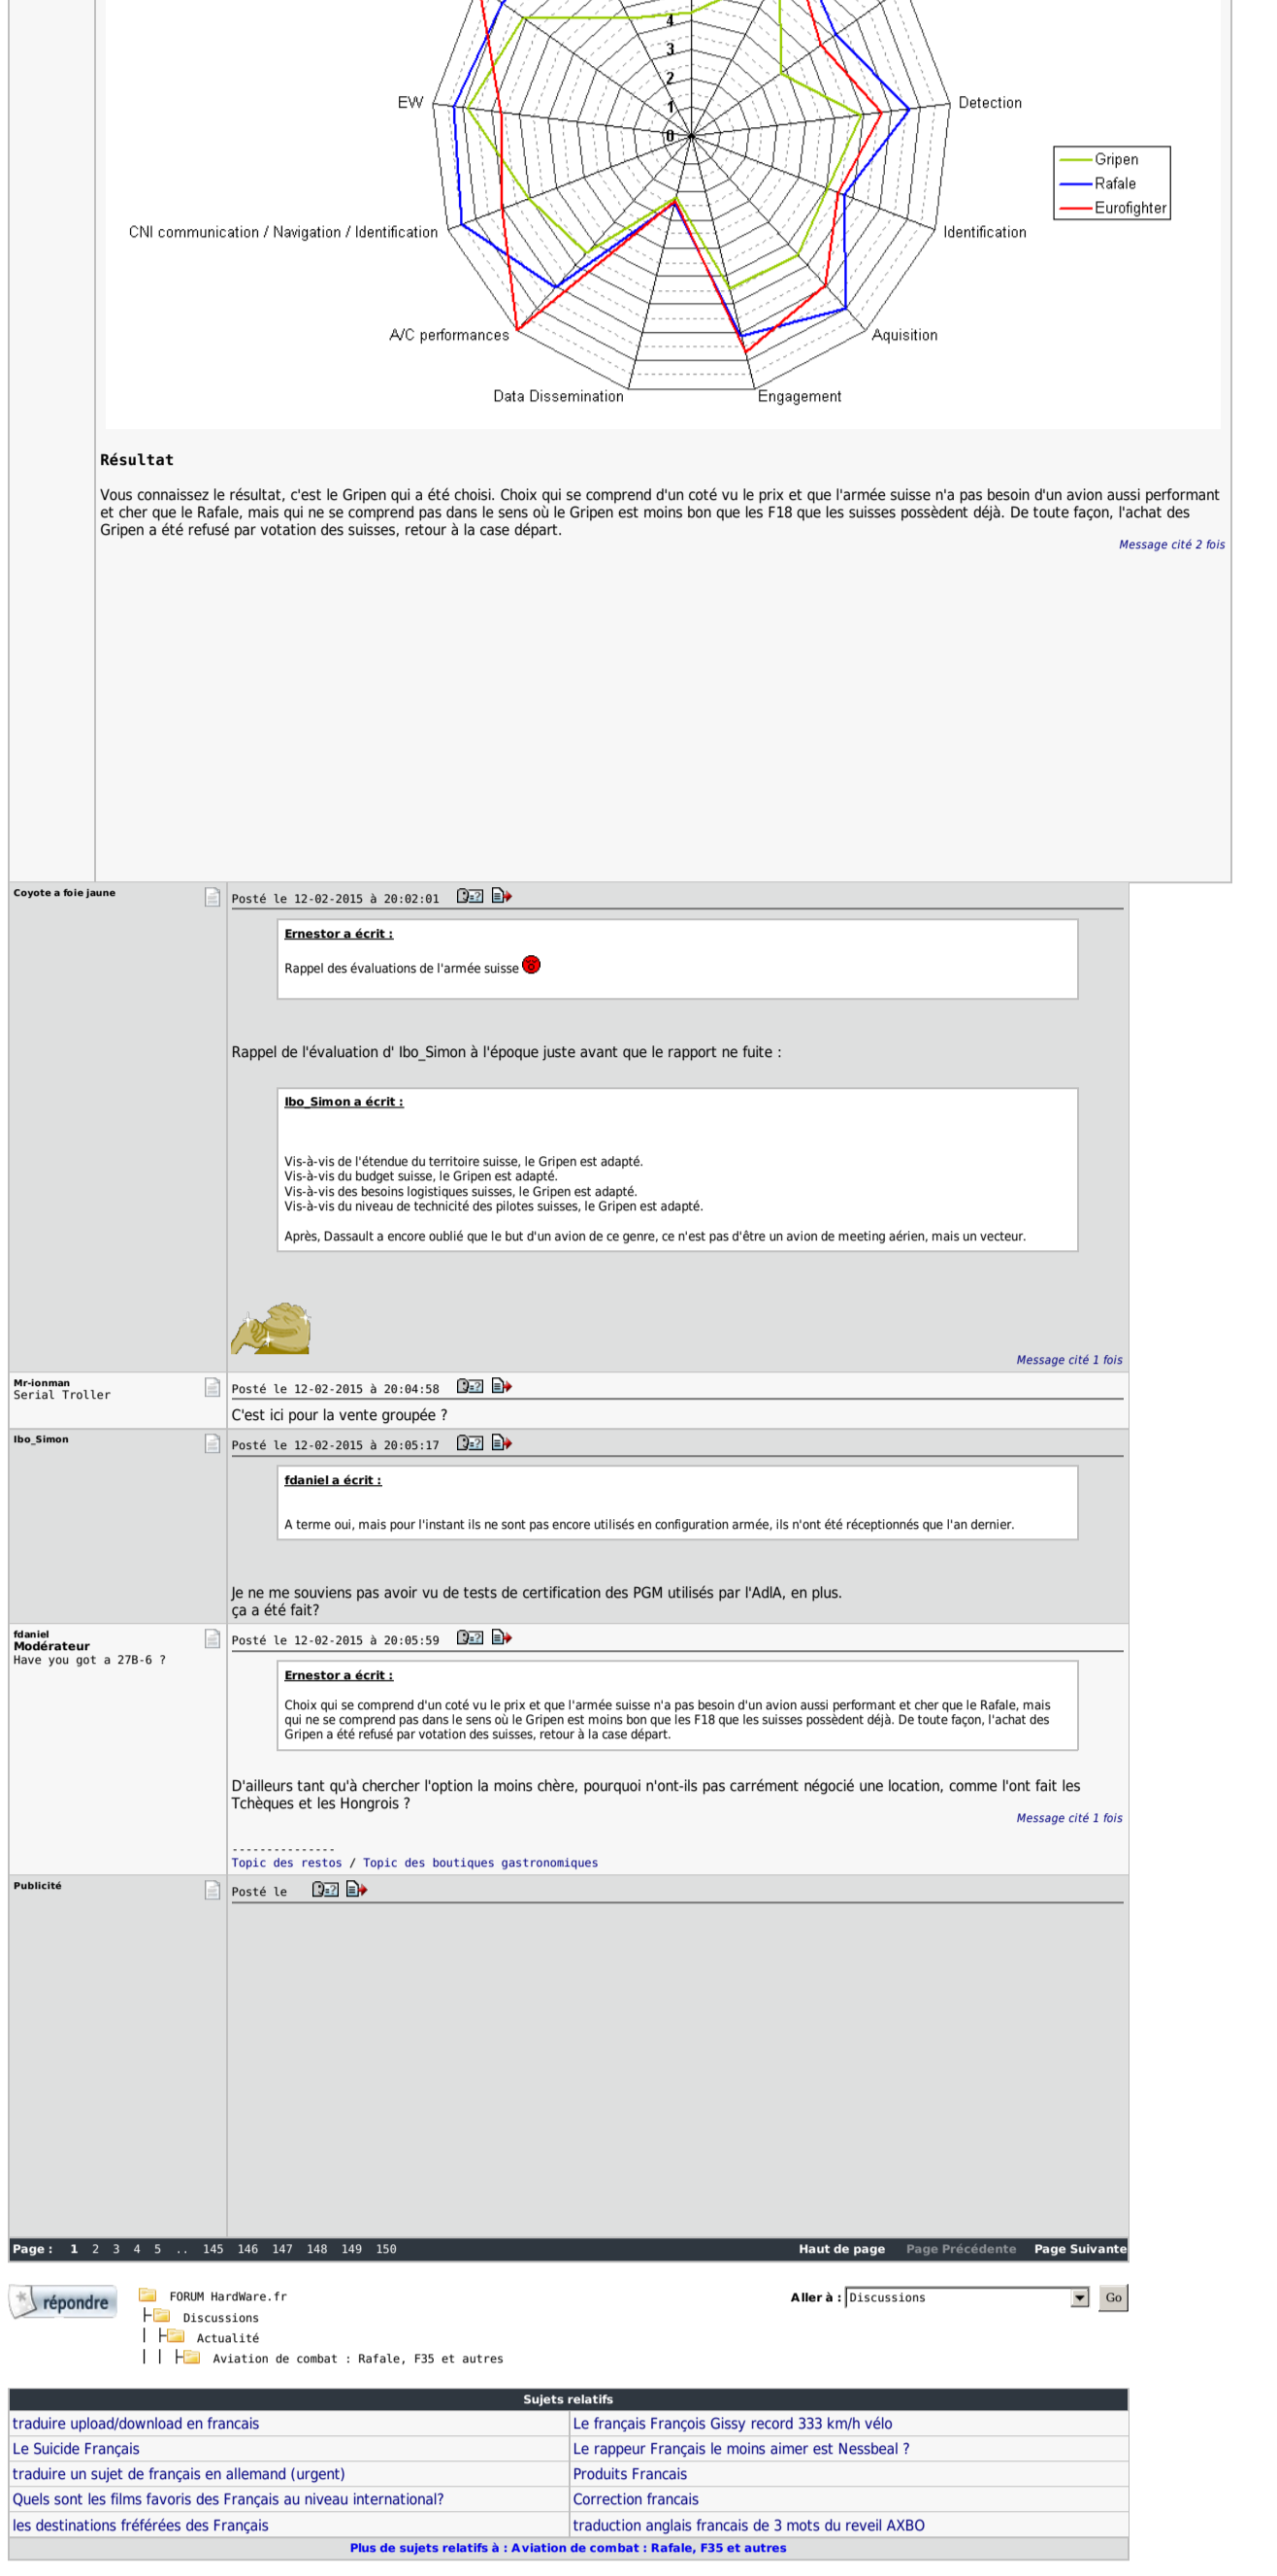 4
3
2
1
0
EW
Detection
Gripen
Rafale
Eurofighter
CNI communication / Navigation / Identification
Identification
A/C performances
Aquisition
Data Dissemination
Engagement
Résultat
Vous connaissez le résultat, c'est le Gripen qui a été choisi. Choix qui se comprend d'un coté vu le prix et que l'armée suisse n'a pas besoin d'un avion aussi performant
et cher que le Rafale, mais qui ne se comprend pas dans le sens où le Gripen est moins bon que les F18 que les suisses possèdent déjà. De toute façon, l'achat des
Gripen a été refusé par votation des suisses, retour à la case départ.
Message cité 2 fois
Coyote a foie jaune
Posté le 12-02-2015 à 20:02:01
Ernestor a écrit :
Rappel des évaluations de l'armée suisse
Rappel de l'évaluation d' Ibo_Simon à l'époque juste avant que le rapport ne fuite :
Ibo_Simon a écrit :
Vis-à-vis de l'étendue du territoire suisse, le Gripen est adapté.
Vis-à-vis du budget suisse, le Gripen est adapté.
Vis-à-vis des besoins logistiques suisses, le Gripen est adapté.
Vis-à-vis du niveau de technicité des pilotes suisses, le Gripen est adapté.
Après, Dassault a encore oublié que le but d'un avion de ce genre, ce n'est pas d'être un avion de meeting aérien, mais un vecteur.
Message cité 1 fois
Mr-ionman
Serial Troller
Posté le 12-02-2015 à 20:04:58
C'est ici pour la vente groupée ?
Ibo_Simon
Posté le 12-02-2015 à 20:05:17
fdaniel a écrit :
A terme oui, mais pour l'instant ils ne sont pas encore utilisés en configuration armée, ils n'ont été réceptionnés que l'an dernier.
Je ne me souviens pas avoir vu de tests de certification des PGM utilisés par l'AdlA, en plus.
ça a été fait?
fdaniel
Modérateur
Have you got a 27B-6 ?
Posté le 12-02-2015 à 20:05:59
Ernestor a écrit :
Choix qui se comprend d'un coté vu le prix et que l'armée suisse n'a pas besoin d'un avion aussi performant et cher que le Rafale, mais
qui ne se comprend pas dans le sens où le Gripen est moins bon que les F18 que les suisses possèdent déjà. De toute façon, l'achat des
Gripen a été refusé par votation des suisses, retour à la case départ.
D'ailleurs tant qu'à chercher l'option la moins chère, pourquoi n'ont-ils pas carrément négocié une location, comme l'ont fait les
Tchèques et les Hongrois ?
Message cité 1 fois
---------------
Topic des restos / Topic des boutiques gastronomiques
Publicité
Posté le
Page : 1 2 3 4 5 .. 145 146 147 148 149 150
Haut de page Page Précédente Page Suivante
répondre
FORUM HardWare.fr
Discussions
Actualité
Aviation de combat : Rafale, F35 et autres
Aller à : Discussions Go
Sujets relatifs
traduire upload/download en francais
Le français François Gissy record 333 km/h vélo
Le Suicide Français
Le rappeur Français le moins aimer est Nessbeal ?
traduire un sujet de français en allemand (urgent)
Produits Francais
Quels sont les films favoris des Français au niveau international?
Correction francais
les destinations fréférées des Français
traduction anglais francais de 3 mots du reveil AXBO
Plus de sujets relatifs à : Aviation de combat : Rafale, F35 et autres